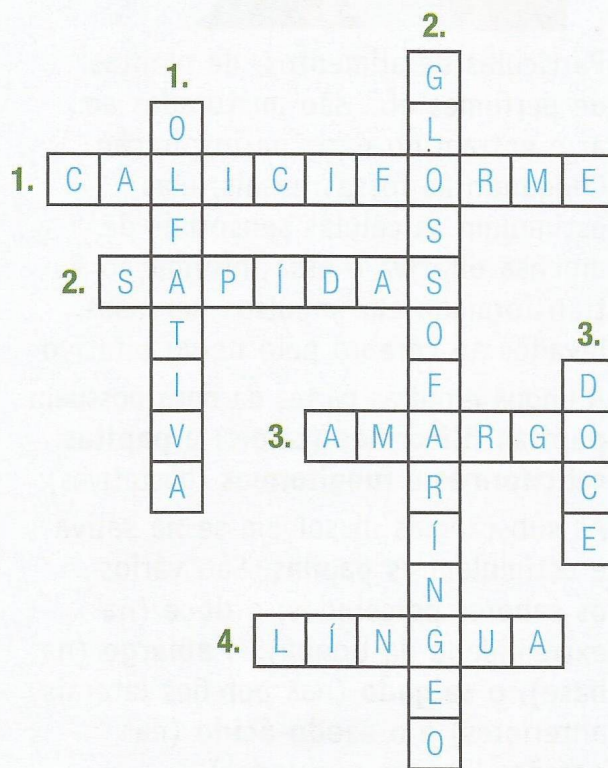 2.
1.
G
O
L
1. C A L I C I F O R M E
F S
2. S A P Í D A S
T O
3.
I F D
3. A M A R G O
V
A R C
Í E
N
4. L Í N G U A
E
O